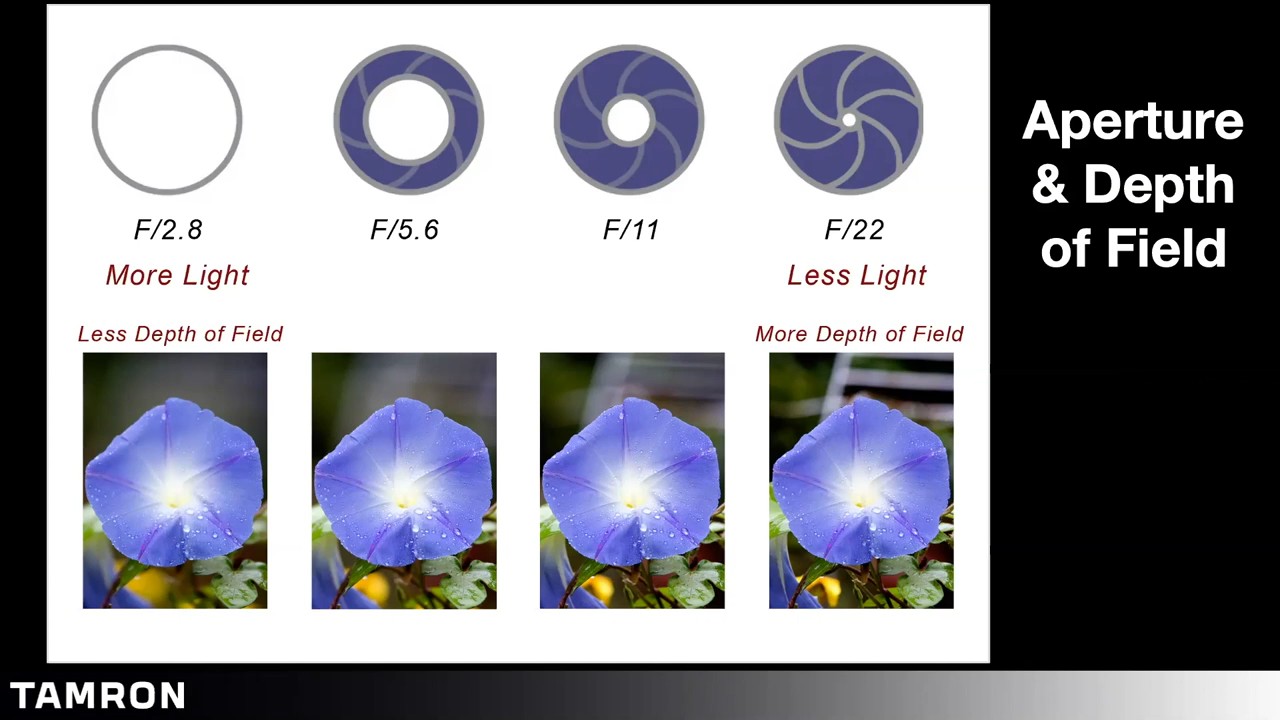 Aperture
& Depth
of Field
F/2.8
F/5.6
F/11
F/22
More Light
Less Light
Less Depth of Field
More Depth of Field
TAMRON